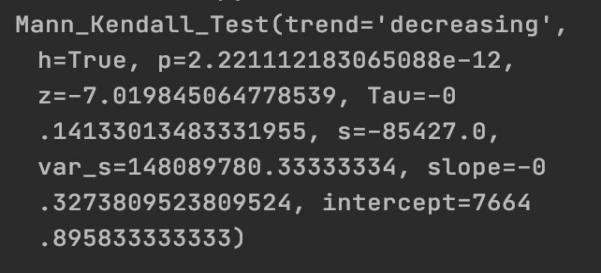 Mann_Kendall_Test(trend='decreasing',
h=True, p=2.221112183065088e-12,
z=-7.019845064778539, Tau=-0
.14133013483331955, s=-85427.0,
var_s=148089780.33333334, slope=-0
.3273809523809524, intercept=7664
.895833333333)